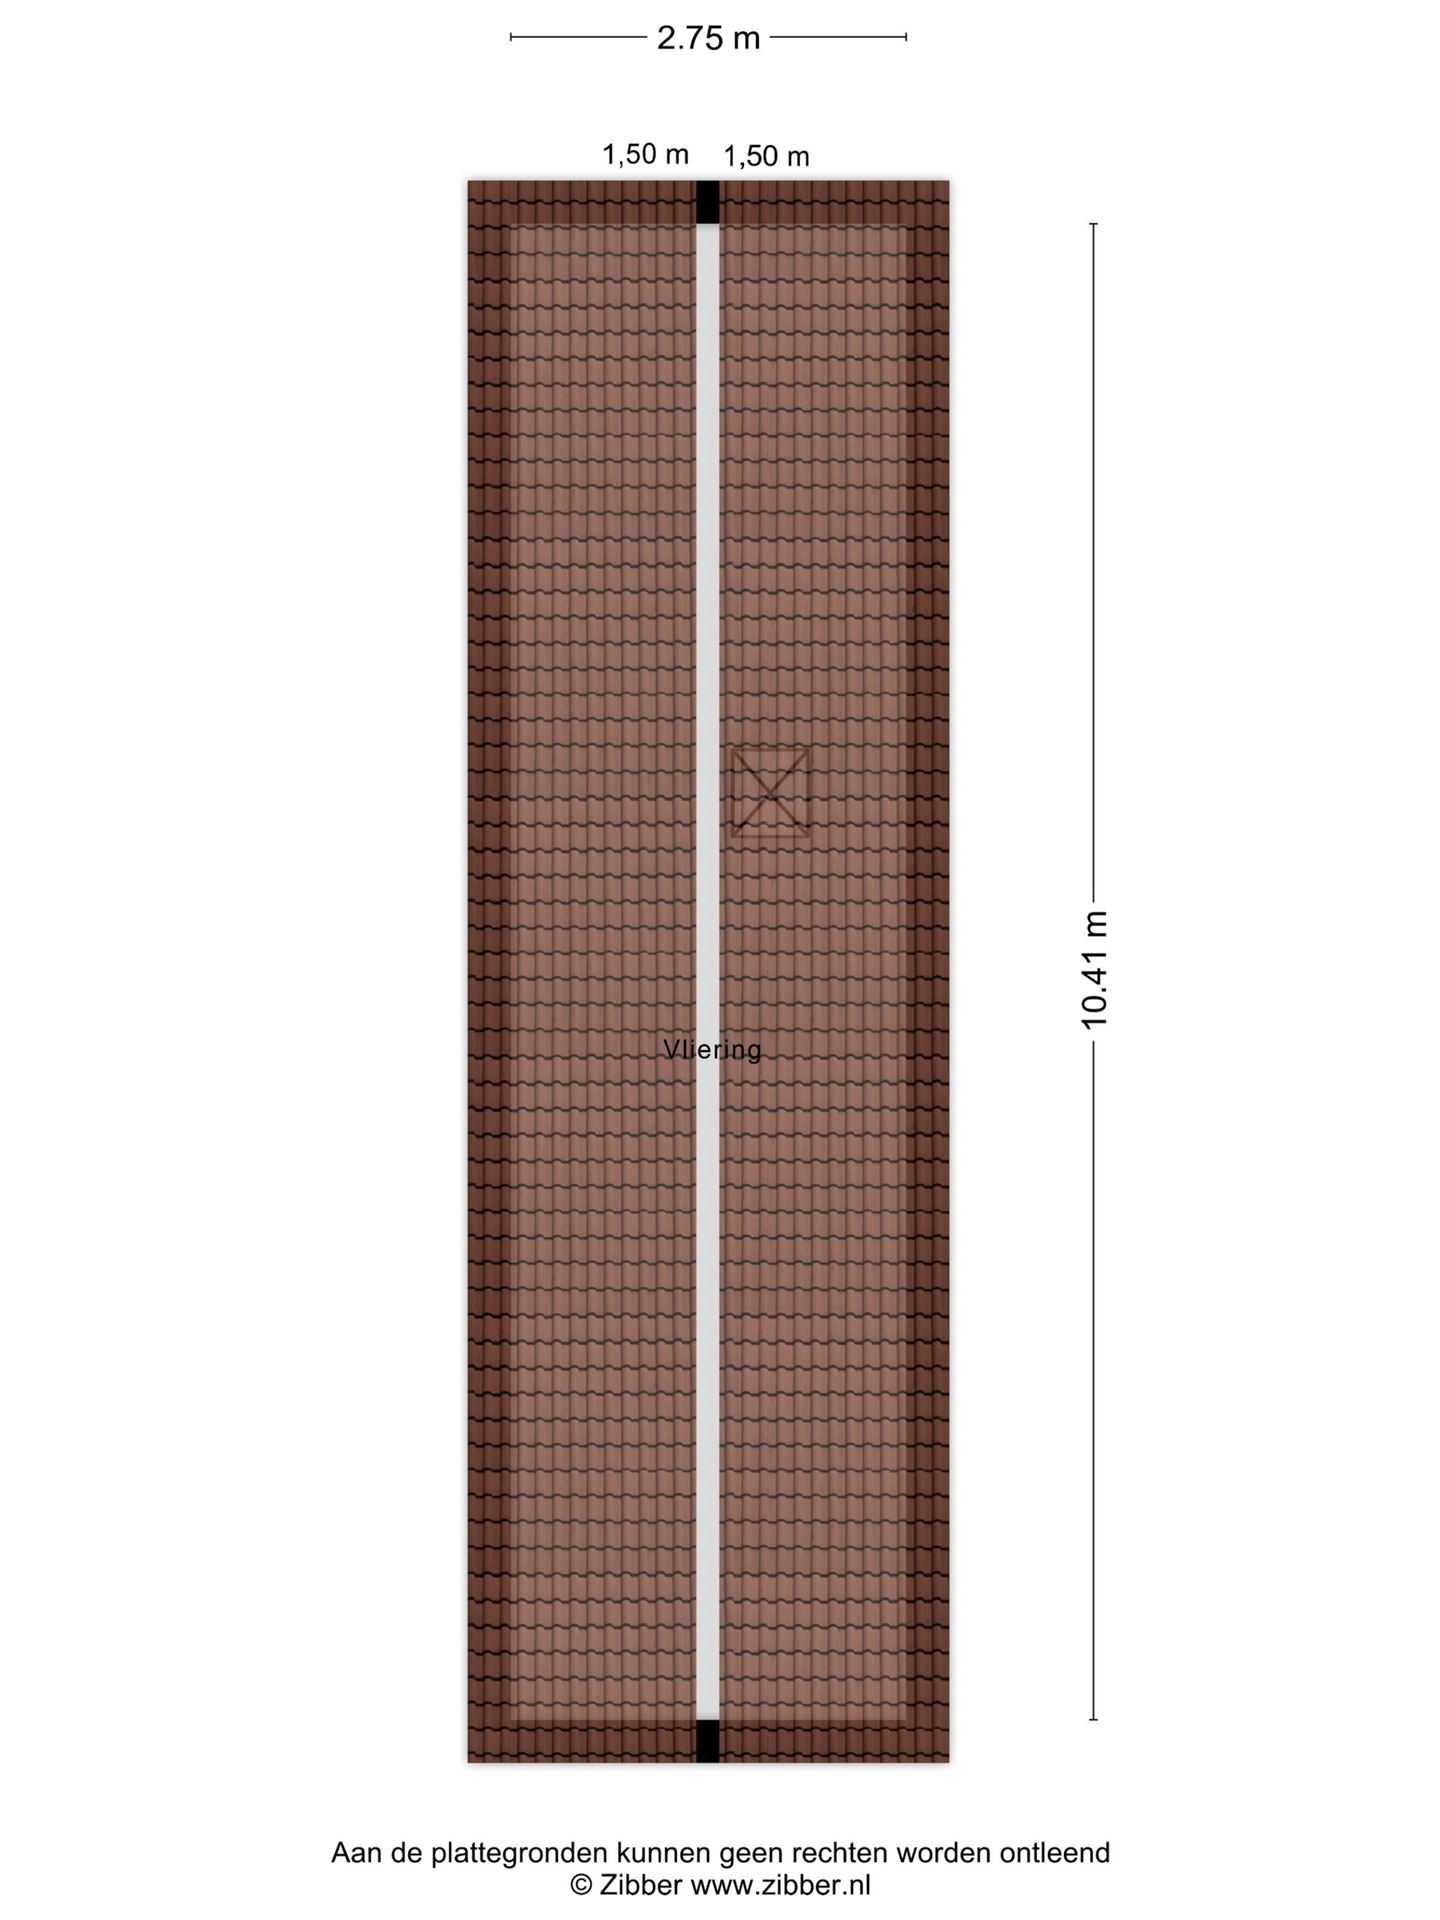 2.75 m
1,50 m 1,50 m
10.41 m
Vliering
Aan de plattegronden kunnen geen rechten worden ontleend
© Zibber www.zibber.nl